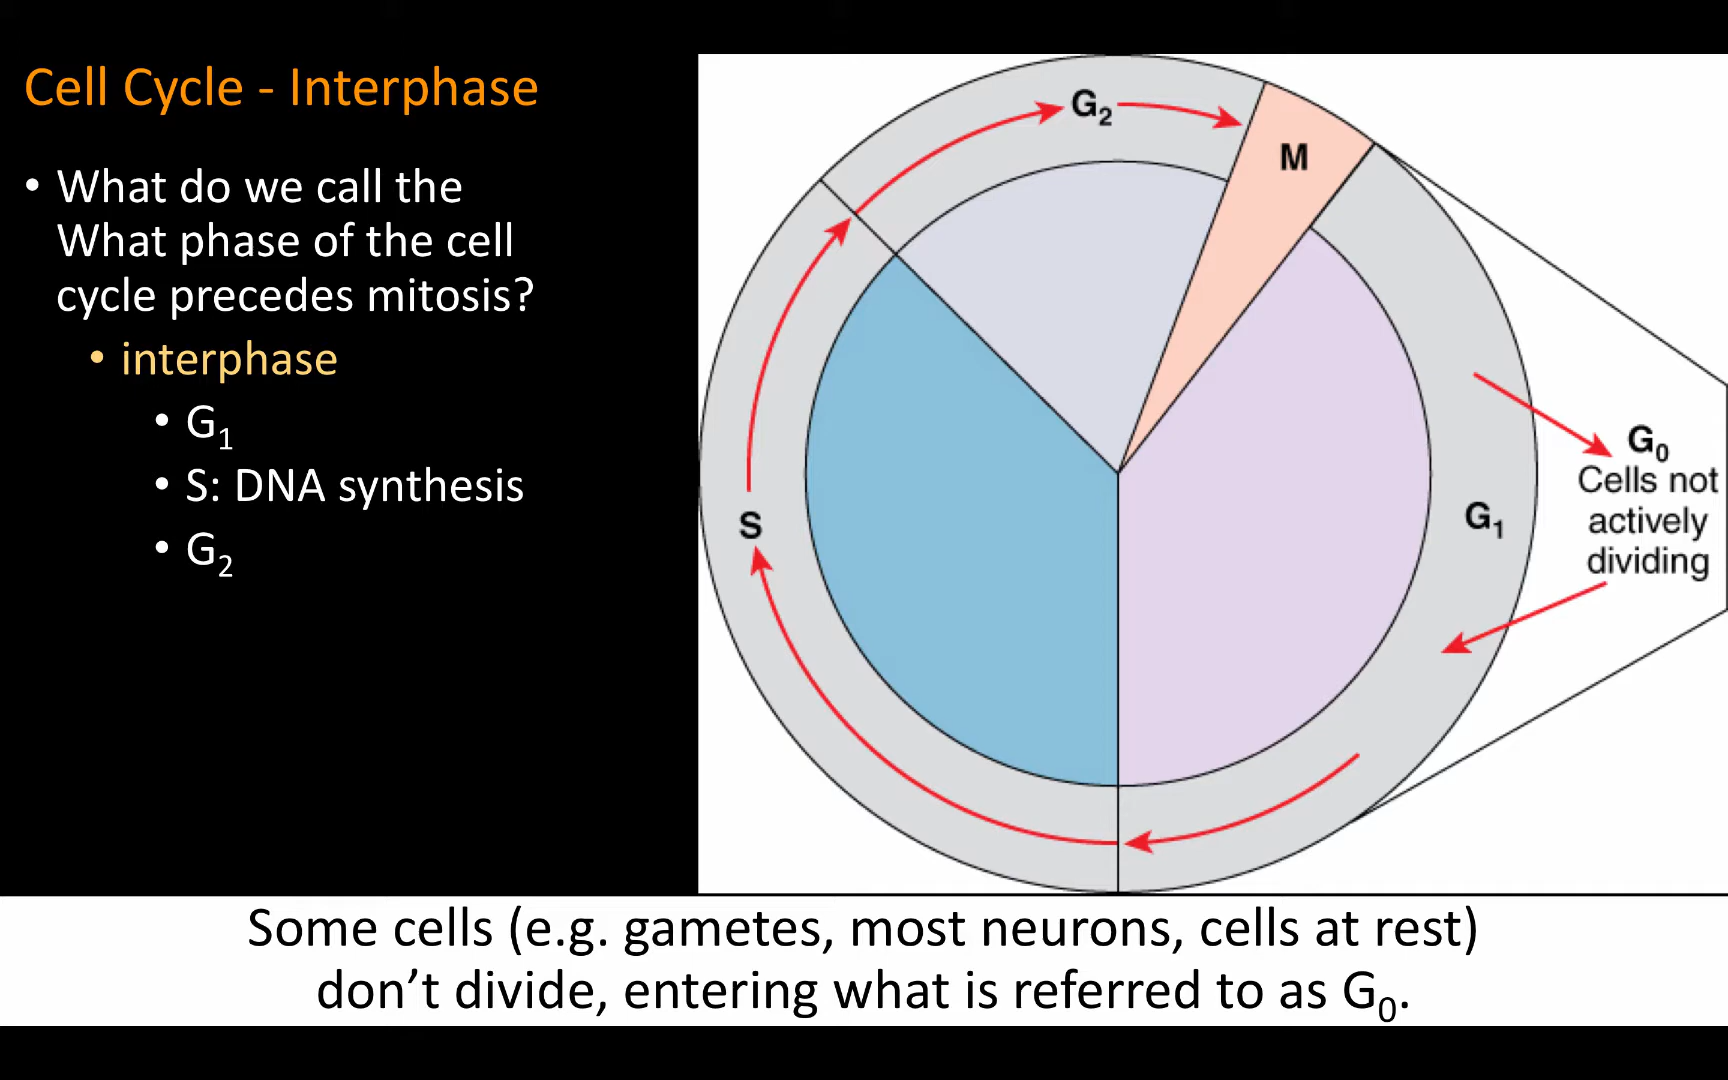 Cell Cycle - Interphase
• What do we call the
What phase of the cell
cycle precedes mitosis?
• interphase
• G₁
• S: DNA synthesis
• G₂
G₂
M
S
G₁
G₀
Cells not
actively
dividing
Some cells (e.g. gametes, most neurons, cells at rest)
don’t divide, entering what is referred to as G₀.